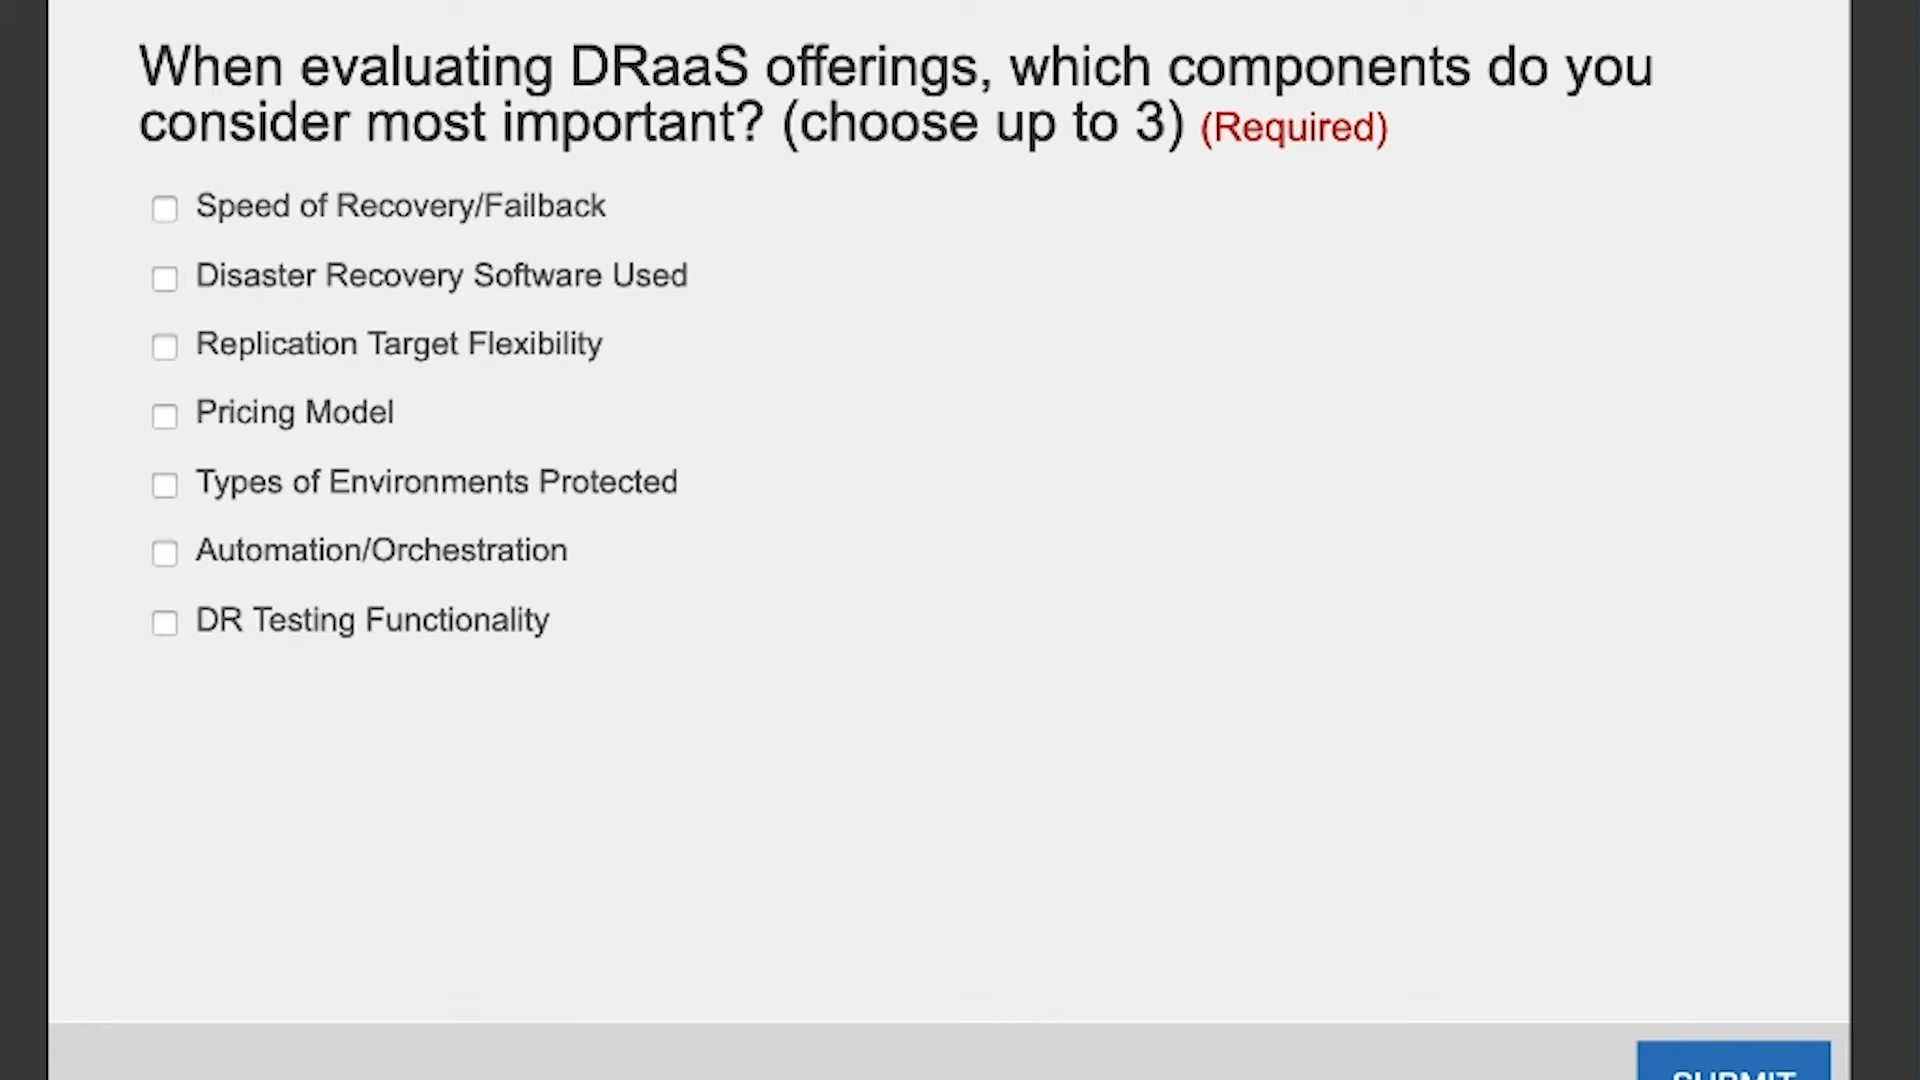 When evaluating DRaaS offerings, which components do you
consider most important? (choose up to 3) (Required)
Speed of Recovery/Failback
Disaster Recovery Software Used
Replication Target Flexibility
Pricing Model
Types of Environments Protected
Automation/Orchestration
DR Testing Functionality
SUBMIT